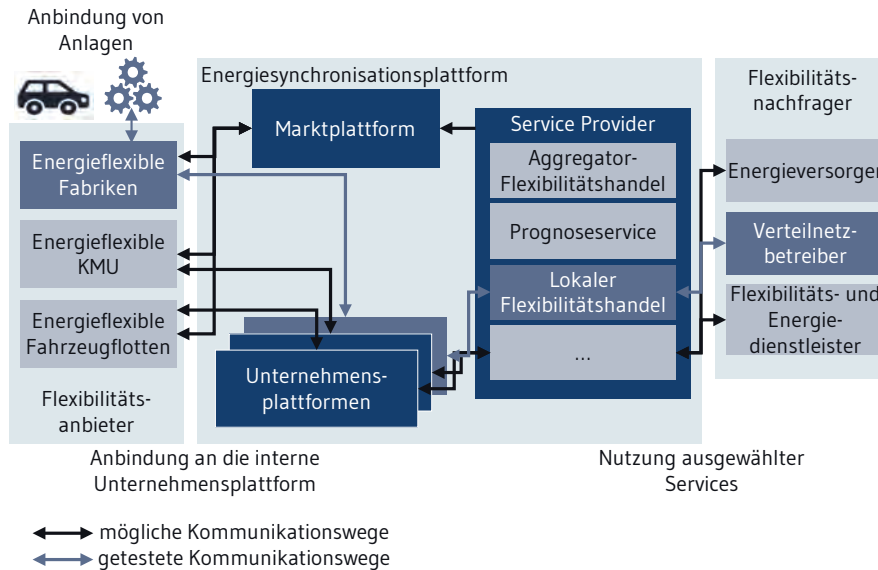 Anbindung von
Anlagen
Energiesynchronisationsplattform
Flexibilitäts-
nachfrager
Marktplattform
Service Provider
Energieflexible
Fabriken
Aggregator-
Flexibilitätshandel
Energieversorger
Energieflexible
KMU
Prognoseservice
Verteilnetz-
betreiber
Energieflexible
Fahrzeugflotten
Lokaler
Flexibilitätshandel
Flexibilitäts- und
Energie-
dienstleister
...
Unternehmens-
plattformen
Flexibilitäts-
anbieter
Anbindung an die interne
Unternehmensplattform
Nutzung ausgewählter
Services
mögliche Kommunikationswege
getestete Kommunikationswege